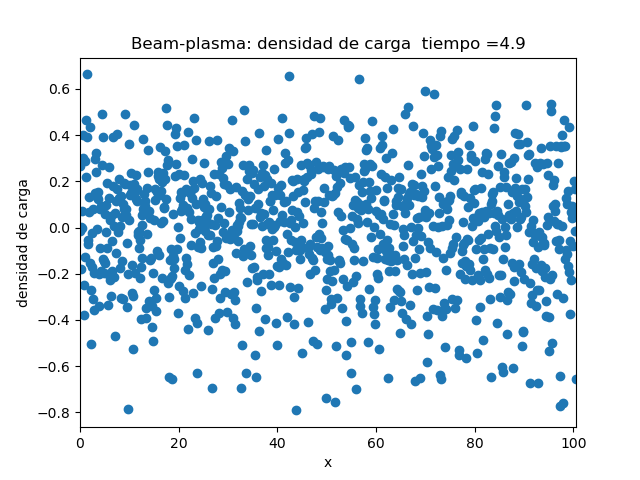 Beam-plasma: densidad de carga  tiempo =4.9
densidad de carga
0.6
0.4
0.2
0.0
−0.2
−0.4
−0.6
−0.8
0 20 40 60 80 100
x